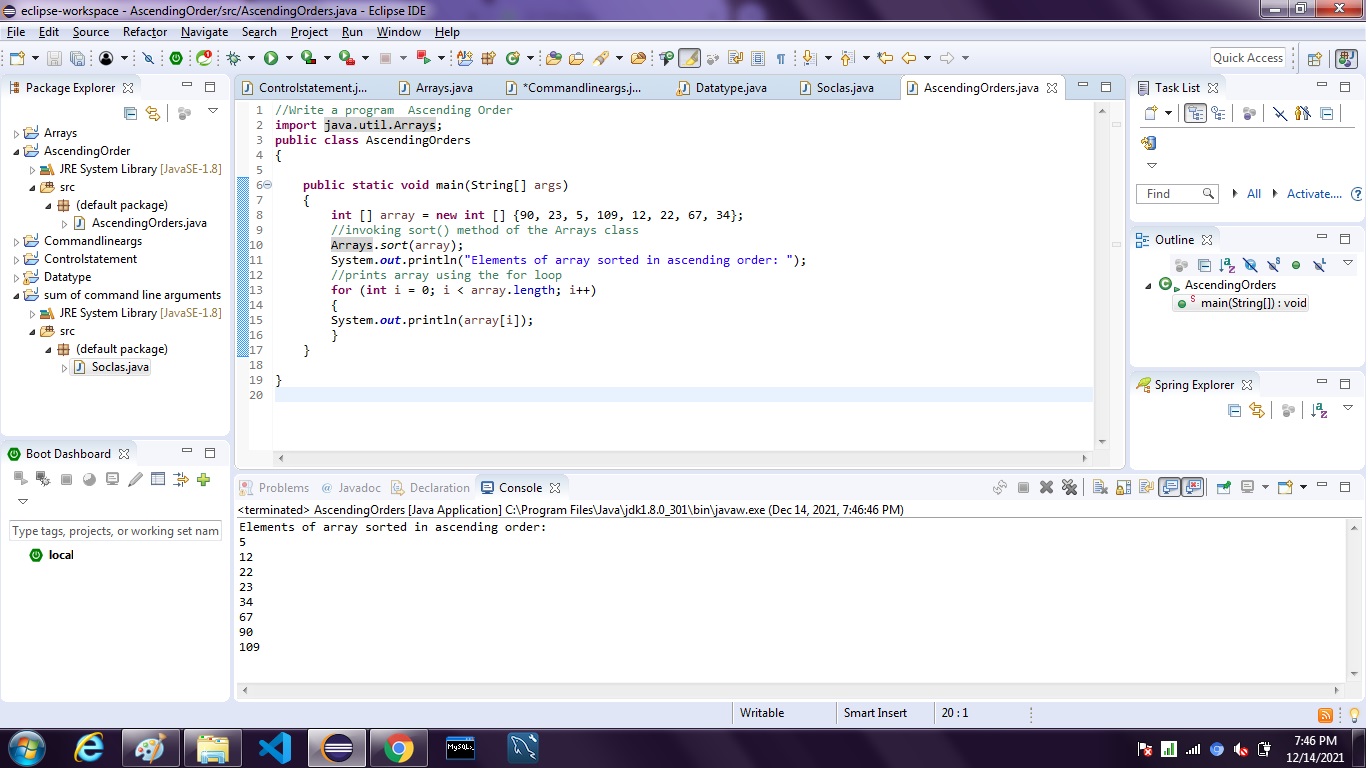 eclipse-workspace - AscendingOrder/src/AscendingOrders.java - Eclipse IDE
File Edit Source Refactor Navigate Search Project Run Window Help
Quick Access
Package Explorer
Arrays
AscendingOrder
JRE System Library [JavaSE-1.8]
src
(default package)
AscendingOrders.java
Commandlineargs
Controlstatement
Datatype
sum of command line arguments
JRE System Library [JavaSE-1.8]
src
(default package)
Soclas.java
Boot Dashboard
Type tags, projects, or working set nam
local
Controlstatement.j... Arrays.java *Commandlineargs.j... Datatype.java Soclas.java AscendingOrders.java
1 //Write a program  Ascending Order
2 import java.util.Arrays;
3 public class AscendingOrders
4 {
5
6     public static void main(String[] args)
7     {
8         int [] array = new int [] {90, 23, 5, 109, 12, 22, 67, 34};
9         //invoking sort() method of the Arrays class
10         Arrays.sort(array);
11         System.out.println("Elements of array sorted in ascending order: ");
12         //prints array using the for loop
13         for (int i = 0; i < array.length; i++)
14         {
15         System.out.println(array[i]);
16         }
17     }
18
19 }
20
Task List
Find All Activate... ?
Outline
AscendingOrders
S main(String[]) : void
Spring Explorer
Problems @ Javadoc Declaration Console
<terminated> AscendingOrders [Java Application] C:\Program Files\Java\jdk1.8.0_301\bin\javaw.exe (Dec 14, 2021, 7:46:46 PM)
Elements of array sorted in ascending order:
5
12
22
23
34
67
90
109
Writable Smart Insert 20 : 1
MySQL
7:46 PM
12/14/2021